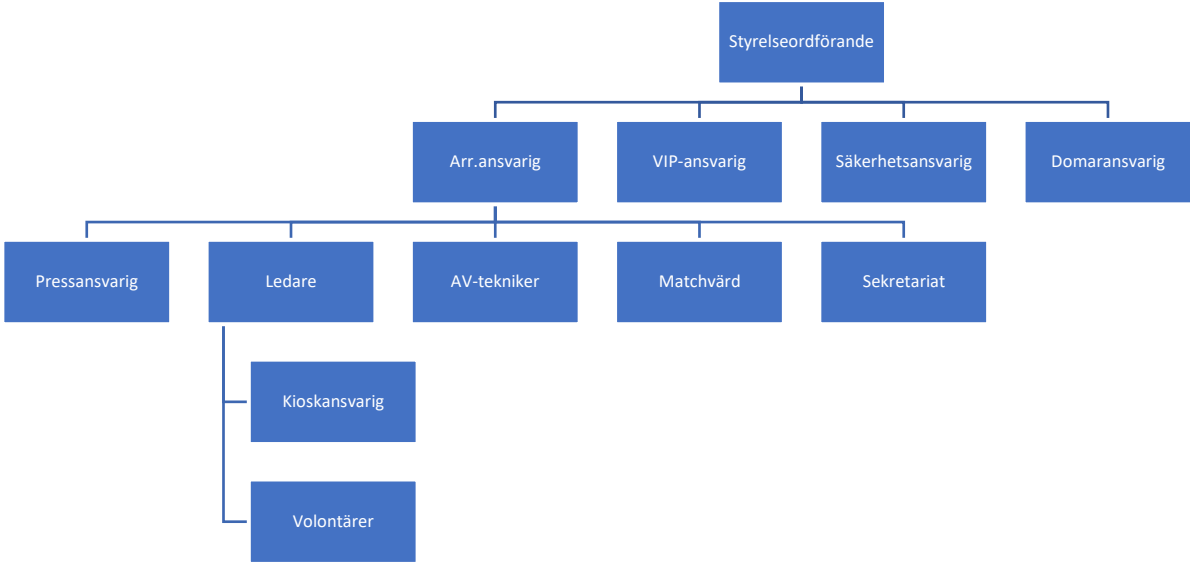 Styrelseordförande
Arr.ansvarig
VIP-ansvarig
Säkerhetsansvarig
Domaransvarig
Pressansvarig
Ledare
AV-tekniker
Matchvärd
Sekretariat
Kioskansvarig
Volontärer